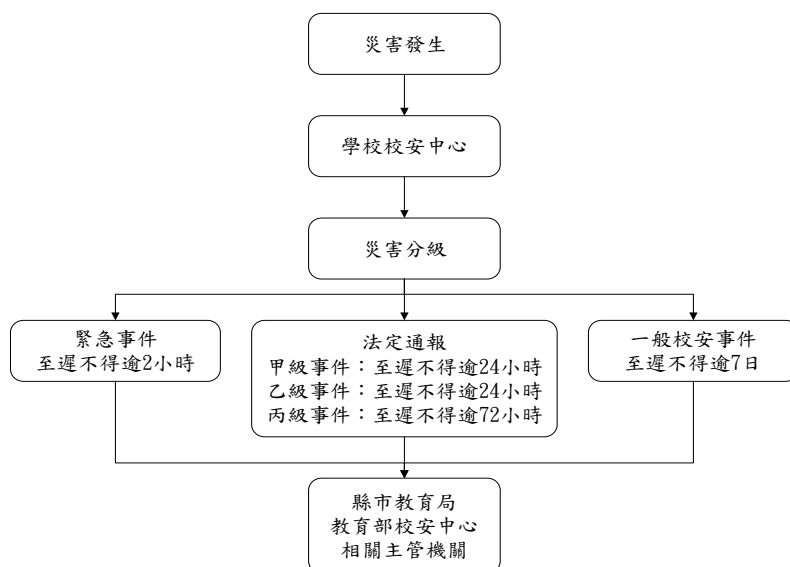 災害發生
學校校安中心
災害分級
緊急事件
至遲不得逾2小時
法定通報
甲級事件：至遲不得逾24小時
乙級事件：至遲不得逾24小時
丙級事件：至遲不得逾72小時
一般校安事件
至遲不得逾7日
縣市教育局
教育部校安中心
相關主管機關